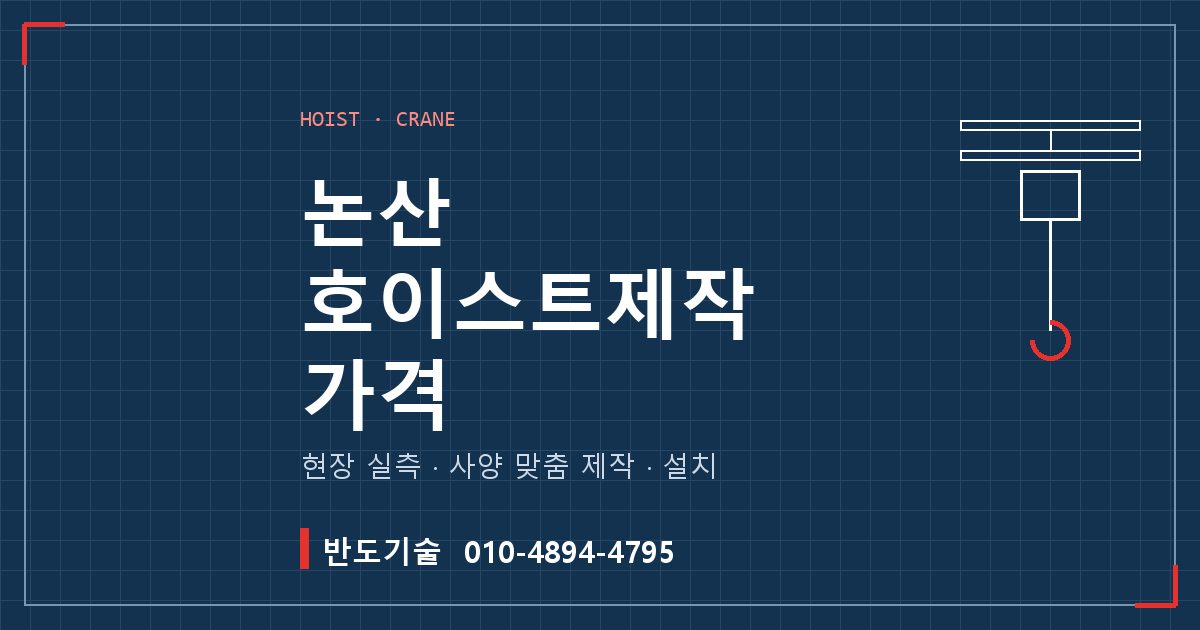 HOIST · CRANE
논산
호이스트제작
가격
현장 실측 · 사양 맞춤 제작 · 설치
반도기술 010-4894-4795